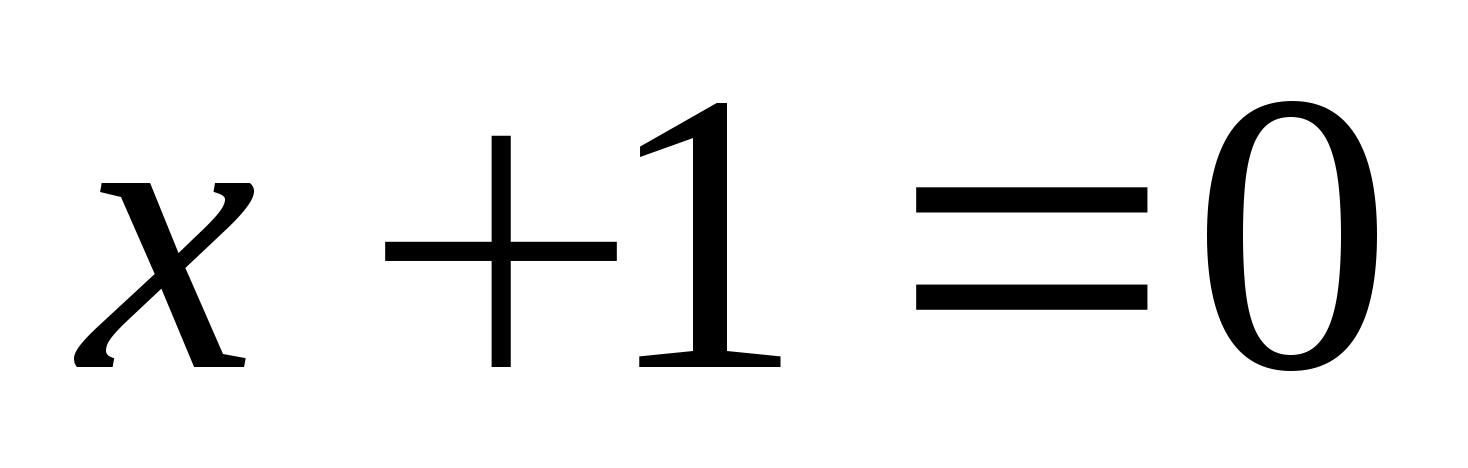 x + 1 = 0